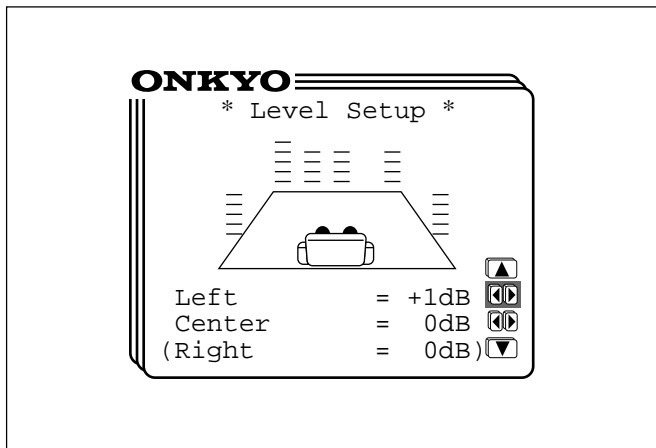 ONKYO
* Level Setup *
Left = +1dB
Center = 0dB
(Right = 0dB)